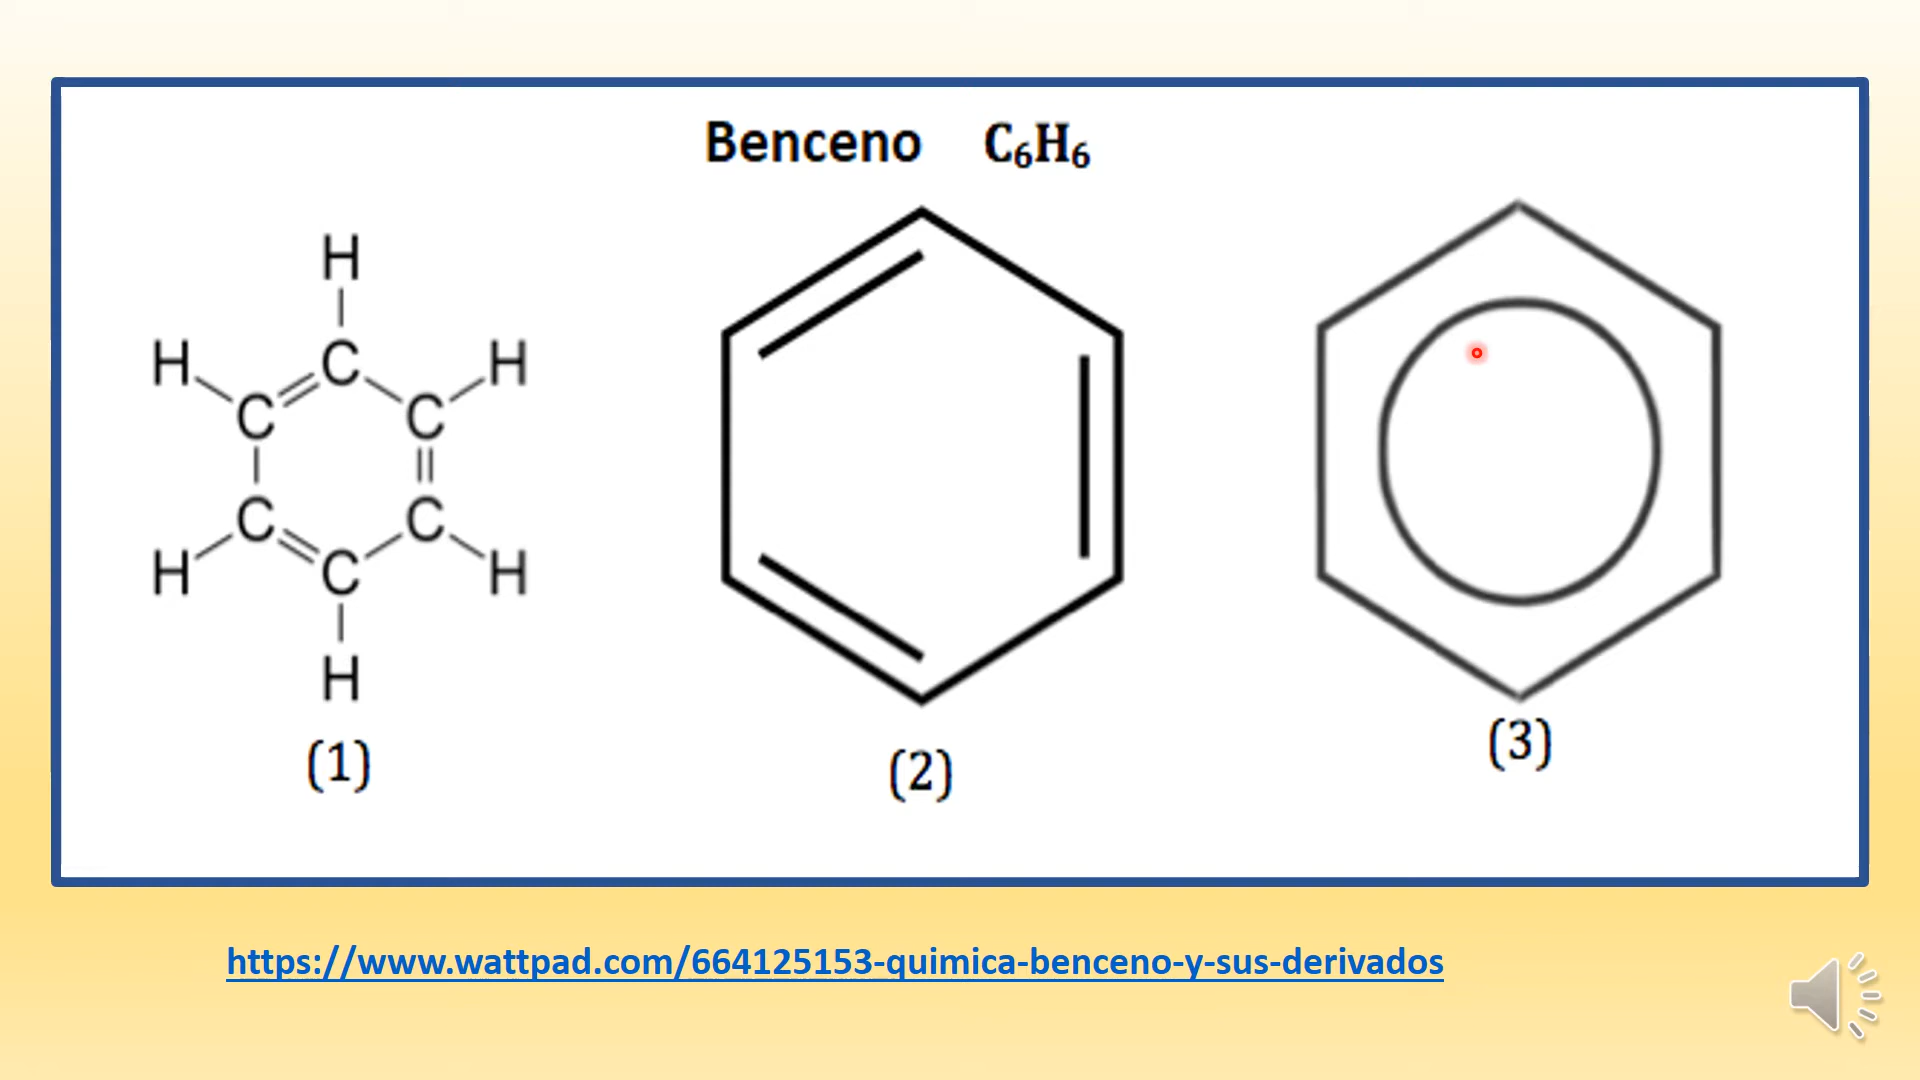 Benceno C₆H₆
H
H C H
C C
C C
H C H
H
(1) (2) (3)
https://www.wattpad.com/664125153-quimica-benceno-y-sus-derivados